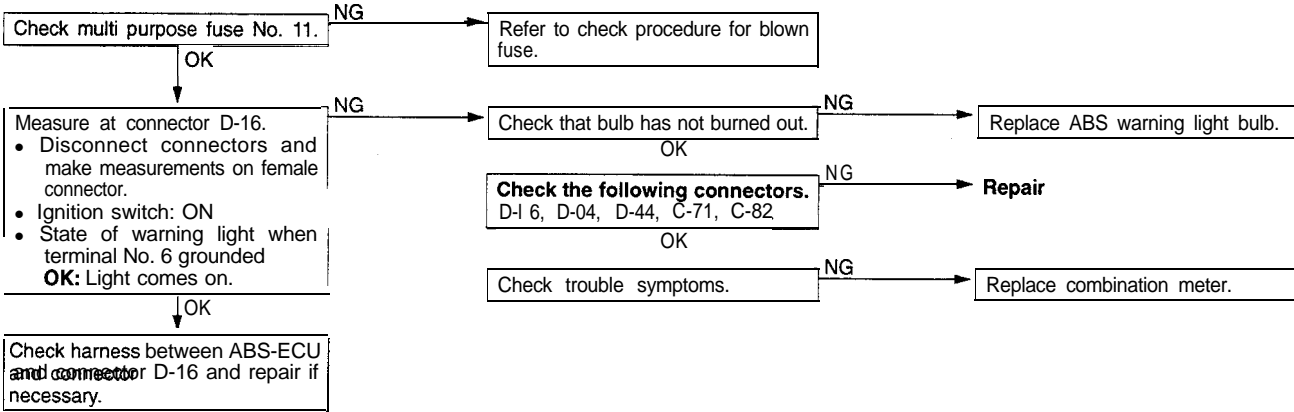 Check multi purpose fuse No. 11.
NG
Refer to check procedure for blown
fuse.
OK
Measure at connector D-16.
• Disconnect connectors and
make measurements on female
connector.
• Ignition switch: ON
• State of warning light when
terminal No. 6 grounded
OK: Light comes on.
NG
Check that bulb has not burned out.
NG
Replace ABS warning light bulb.
OK
Check the following connectors.
D-I 6, D-04, D-44, C-71, C-82
NG
Repair
OK
Check trouble symptoms.
NG
Replace combination meter.
OK
Check harness between ABS-ECU
and connector D-16 and repair if
necessary.